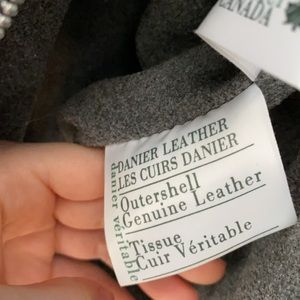 CANADA
DANIER LEATHER
LES CUIRS DANIER
Outershell
Genuine Leather
Tissue
Cuir Véritable
danier véritable